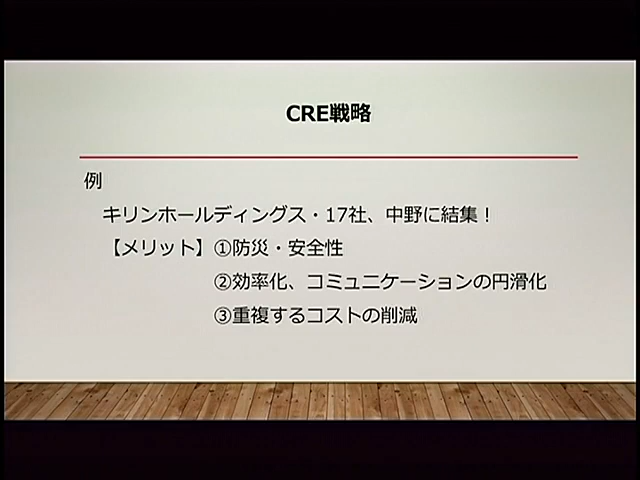 CRE戦略
例
キリンホールディングス・17社、中野に結集！
【メリット】①防災・安全性
②効率化、コミュニケーションの円滑化
③重複するコストの削減